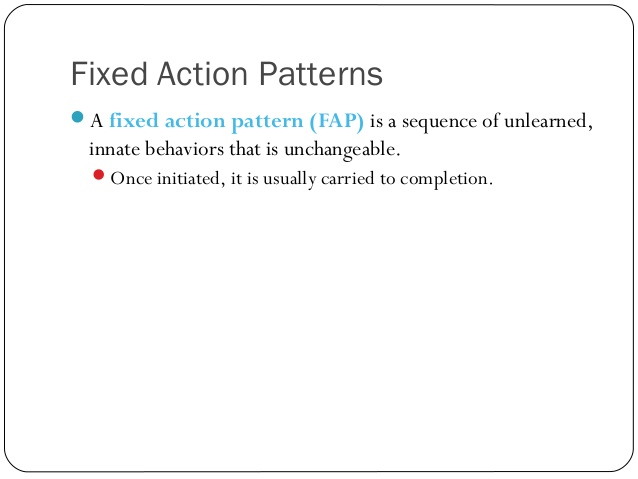 Fixed Action Patterns
A fixed action pattern (FAP) is a sequence of unlearned,
innate behaviors that is unchangeable.
Once initiated, it is usually carried to completion.